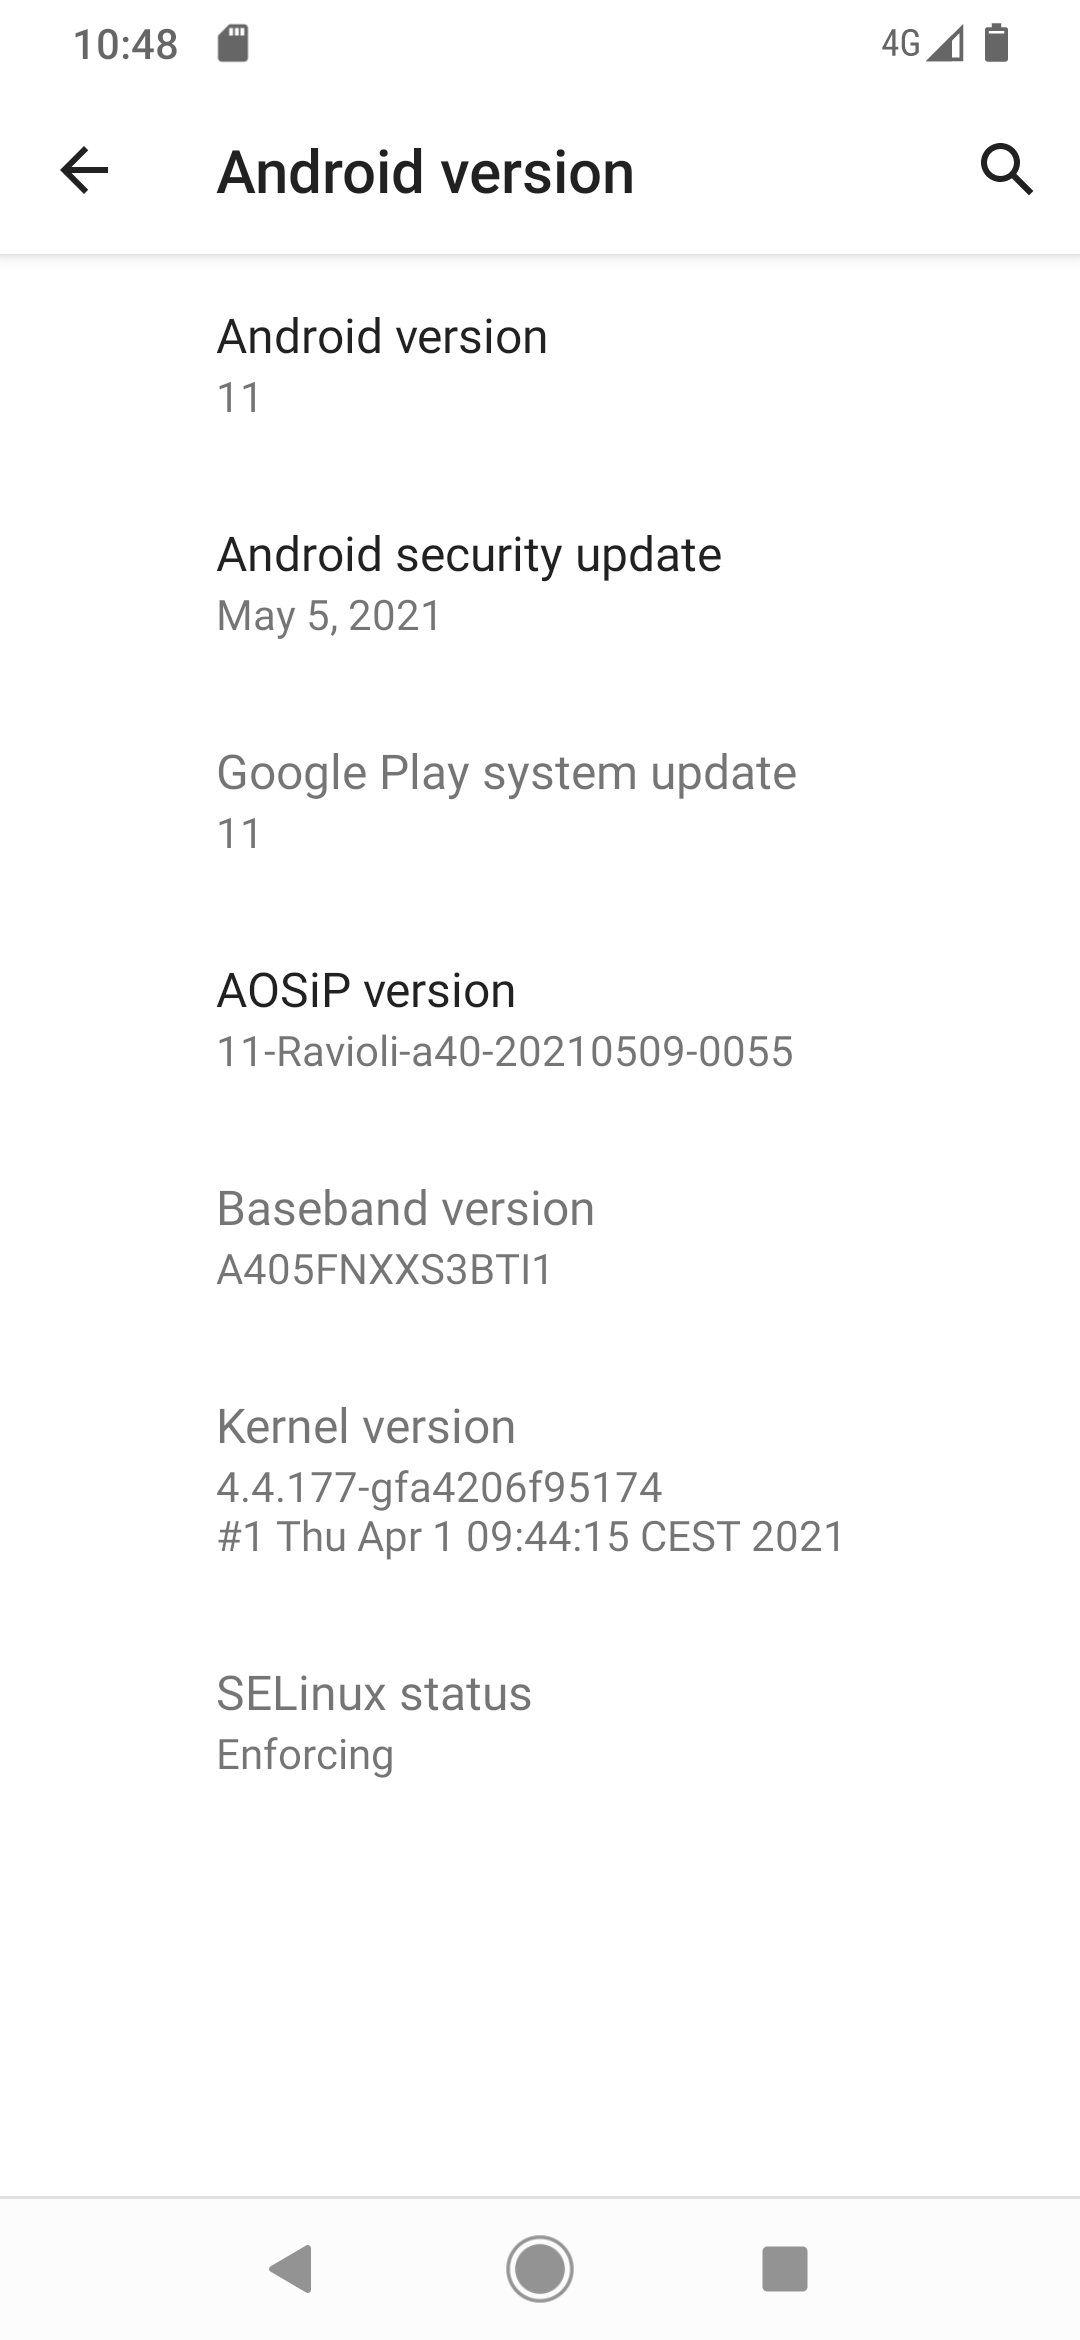 10:48
4G
Android version
Android version
11
Android security update
May 5, 2021
Google Play system update
11
AOSiP version
11-Ravioli-a40-20210509-0055
Baseband version
A405FNXXS3BTI1
Kernel version
4.4.177-gfa4206f95174
#1 Thu Apr 1 09:44:15 CEST 2021
SELinux status
Enforcing